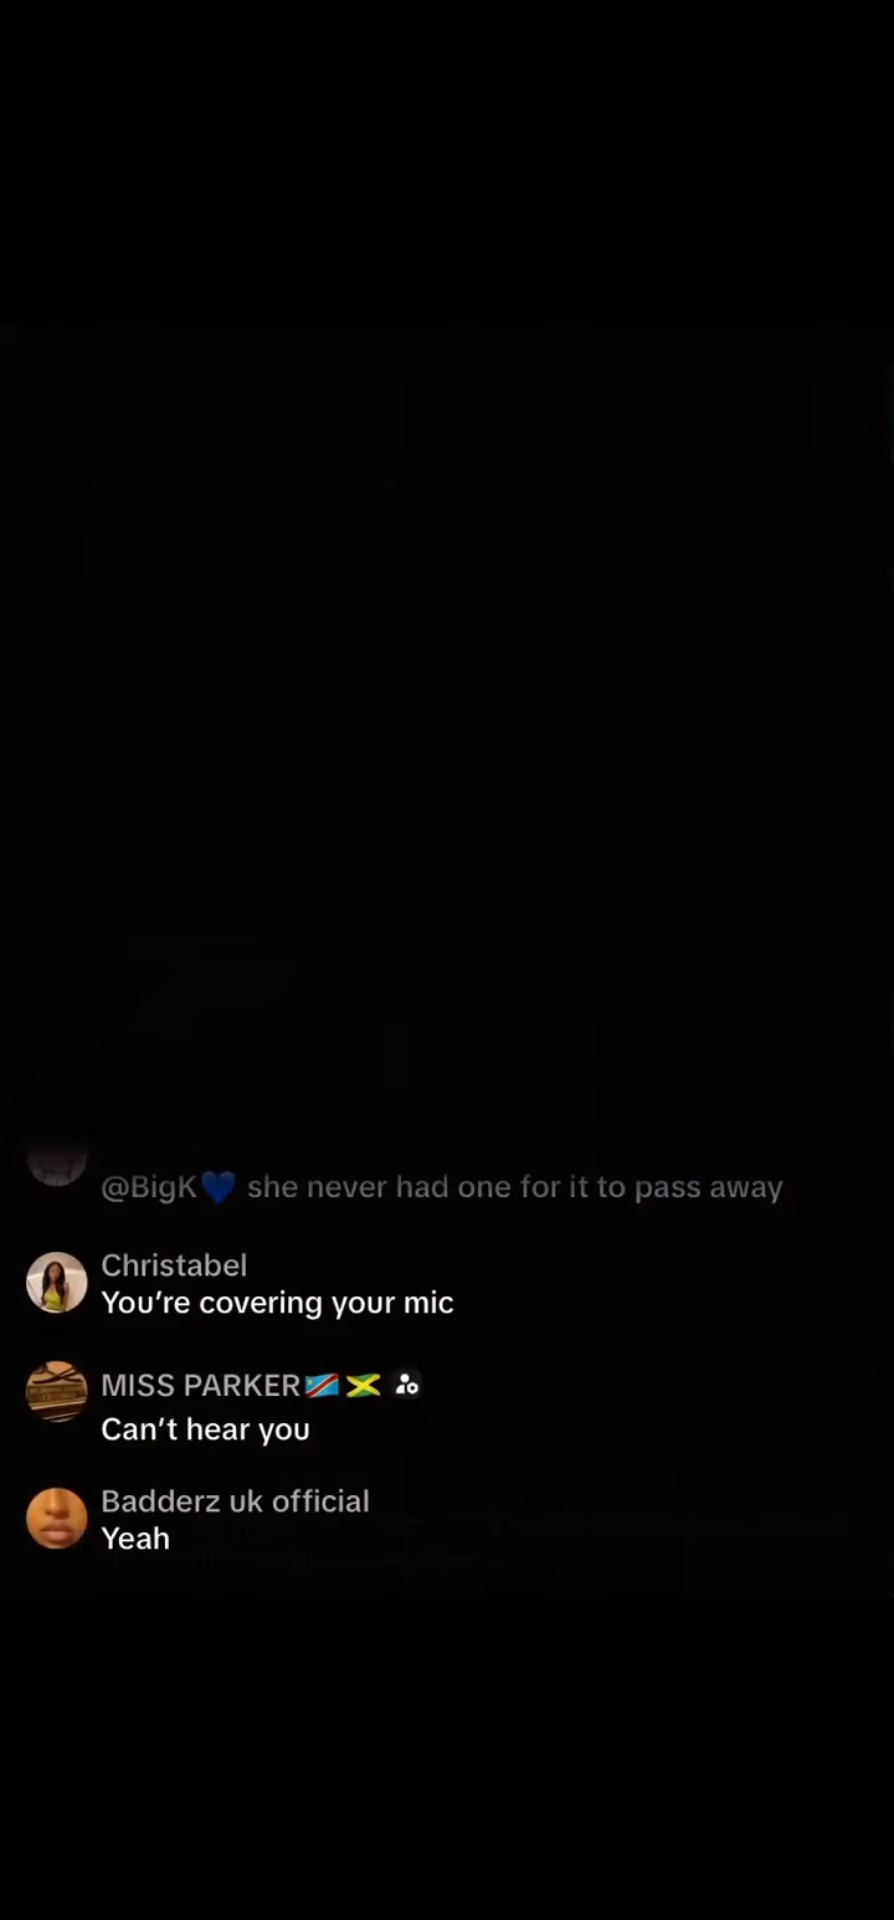 @BigK💙 she never had one for it to pass away
Christabel
You’re covering your mic
MISS PARKER🇨🇩🇯🇲
Can’t hear you
Badderz uk official
Yeah